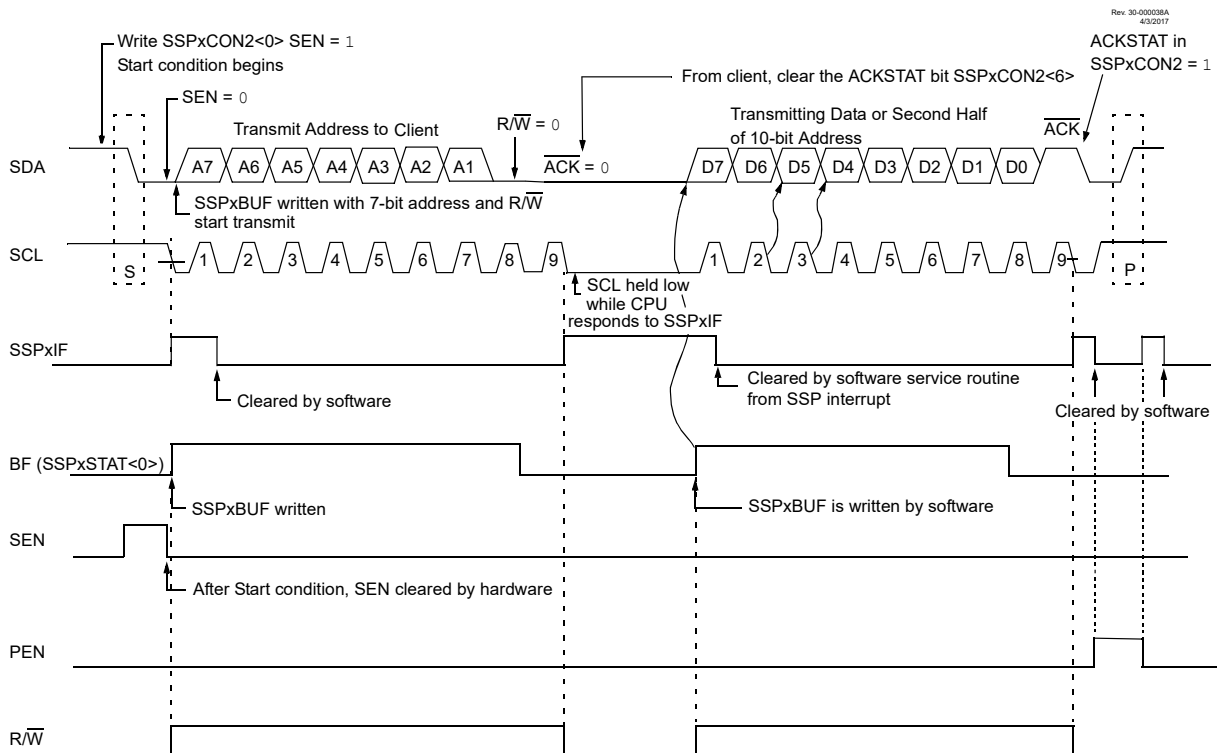 Rev. 30-000038A
4/3/2017
Write SSPxCON2<0> SEN = 1
Start condition begins
ACKSTAT in
SSPxCON2 = 1
From client, clear the ACKSTAT bit SSPxCON2<6>
SEN = 0
Transmit Address to Client
R/W̅ = 0
Transmitting Data or Second Half
of 10-bit Address
A̅C̅K̅
SDA
A7 A6 A5 A4 A3 A2 A1
A̅C̅K̅ = 0
D7 D6 D5 D4 D3 D2 D1 D0
SSPxBUF written with 7-bit address and R/W̅
start transmit
SCL
S
1 2 3 4 5 6 7 8 9
1 2 3 4 5 6 7 8 9
P
SCL held low
while CPU
responds to SSPxIF
SSPxIF
Cleared by software
Cleared by software service routine
from SSP interrupt
Cleared by software
BF (SSPxSTAT<0>)
SSPxBUF written
SSPxBUF is written by software
SEN
After Start condition, SEN cleared by hardware
PEN
R/W̅